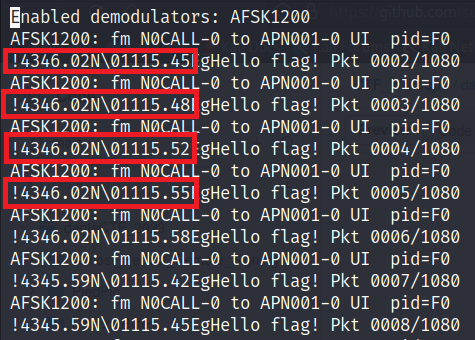 Enabled demodulators: AFSK1200
AFSK1200: fm N0CALL-0 to APN001-0 UI  pid=F0
!4346.02N\01115.45EgHello flag! Pkt 0002/1080
AFSK1200: fm N0CALL-0 to APN001-0 UI  pid=F0
!4346.02N\01115.48EgHello flag! Pkt 0003/1080
AFSK1200: fm N0CALL-0 to APN001-0 UI  pid=F0
!4346.02N\01115.52EgHello flag! Pkt 0004/1080
AFSK1200: fm N0CALL-0 to APN001-0 UI  pid=F0
!4346.02N\01115.55EgHello flag! Pkt 0005/1080
AFSK1200: fm N0CALL-0 to APN001-0 UI  pid=F0
!4346.02N\01115.58EgHello flag! Pkt 0006/1080
AFSK1200: fm N0CALL-0 to APN001-0 UI  pid=F0
!4345.59N\01115.42EgHello flag! Pkt 0007/1080
AFSK1200: fm N0CALL-0 to APN001-0 UI  pid=F0
!4345.59N\01115.45EgHello flag! Pkt 0008/1080